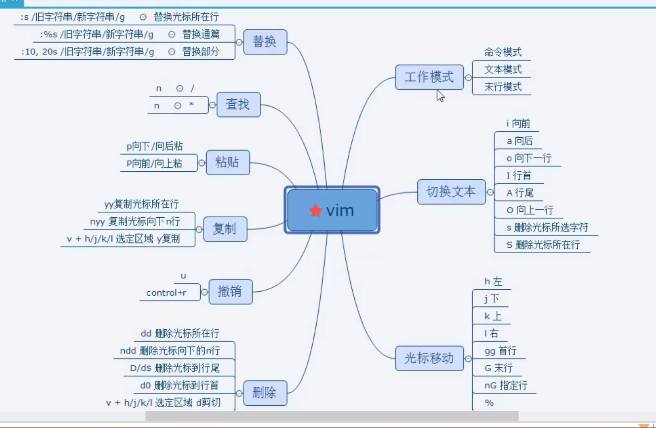 :s /旧字符串/新字符串/g 替换光标所在行
:%s /旧字符串/新字符串/g 替换通篇
:10, 20s /旧字符串/新字符串/g 替换部分
替换
n /
n *
查找
p向下/向后粘
P向前/向上粘
粘贴
yy复制光标所在行
nyy 复制光标向下n行
v + h/j/k/l 选定区域 y复制
复制
u
control+r
撤销
dd 删除光标所在行
ndd 删除光标向下的n行
D/d$ 删除光标到行尾
d0 删除光标到行首
v + h/j/k/l 选定区域 d剪切
删除
vim
工作模式
命令模式
文本模式
末行模式
切换文本
i 向前
a 向后
o 向下一行
I 行首
A 行尾
O 向上一行
s 删除光标所选字符
S 删除光标所在行
光标移动
h 左
j 下
k 上
l 右
gg 首行
G 末行
nG 指定行
%